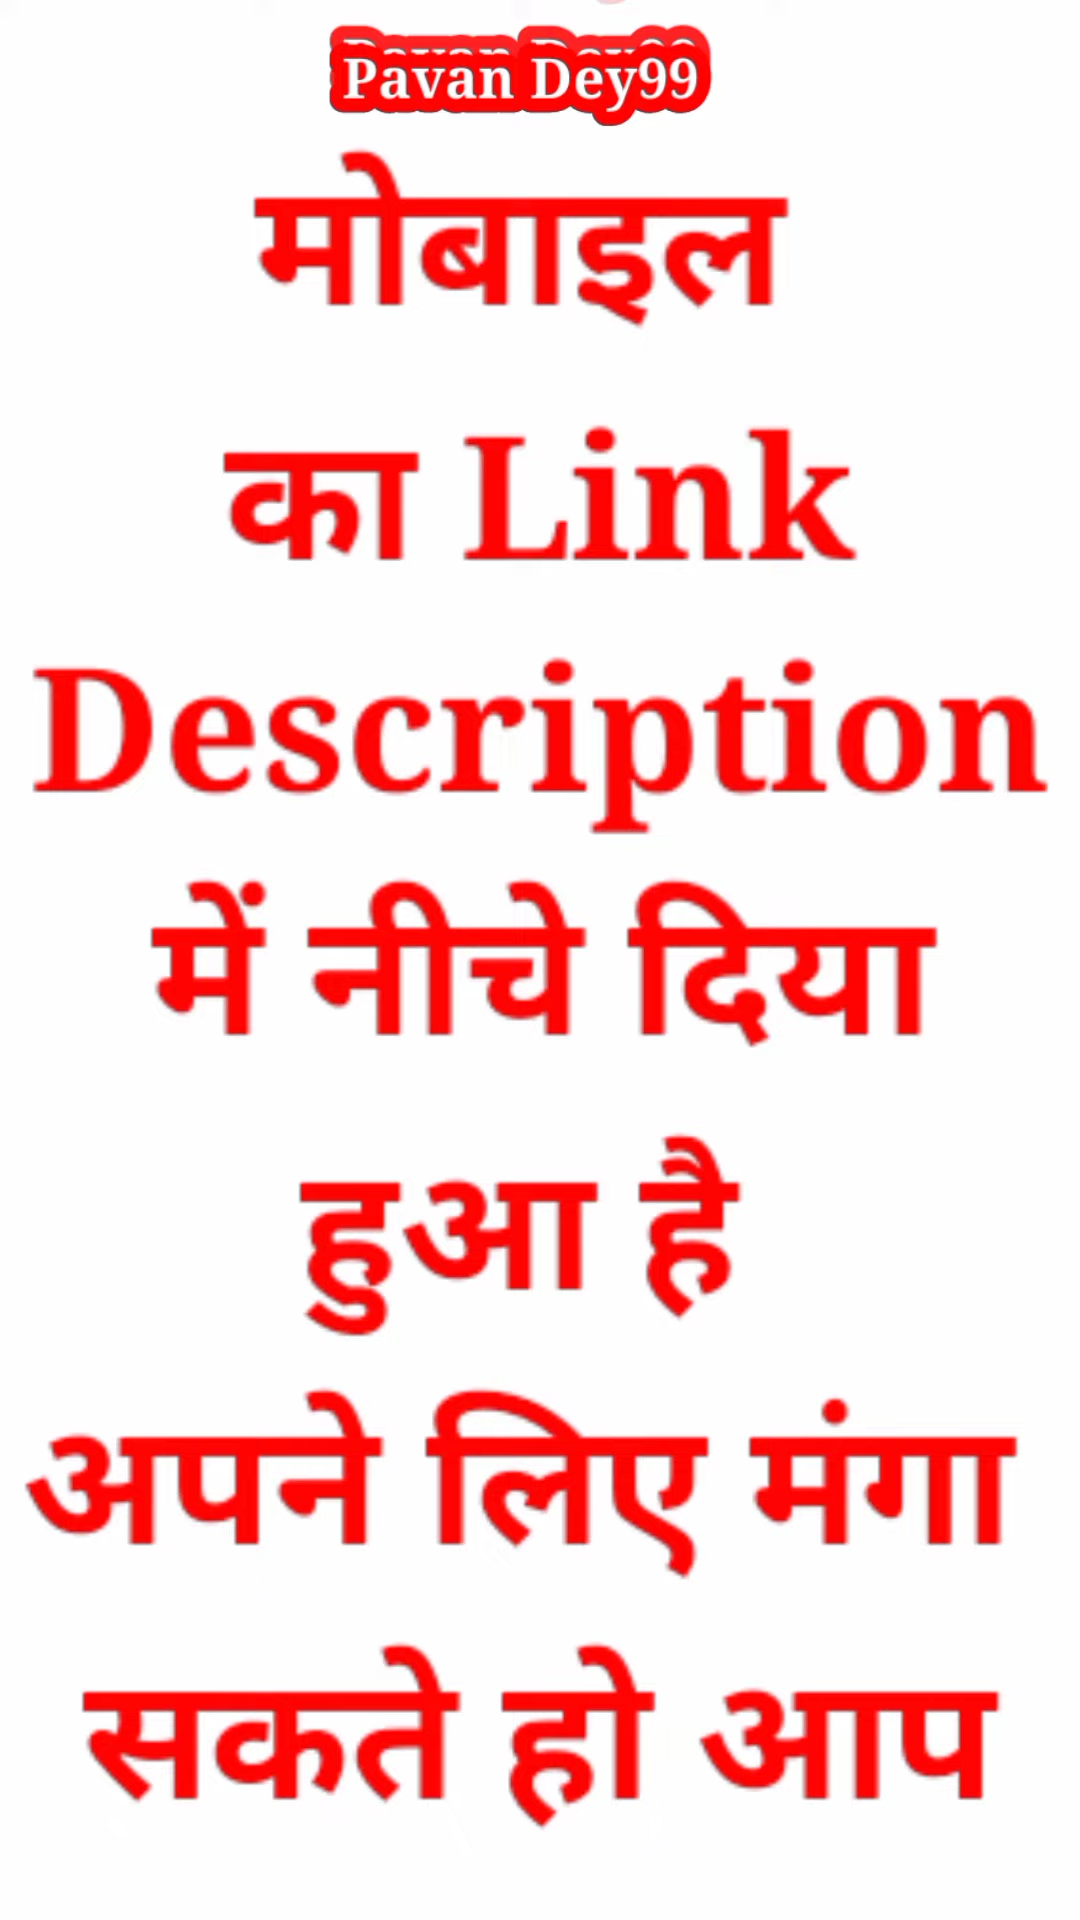 Pavan Dey99
मोबाइल
का Link
Description
में नीचे दिया
हुआ है
अपने लिए मंगा
सकते हो आप